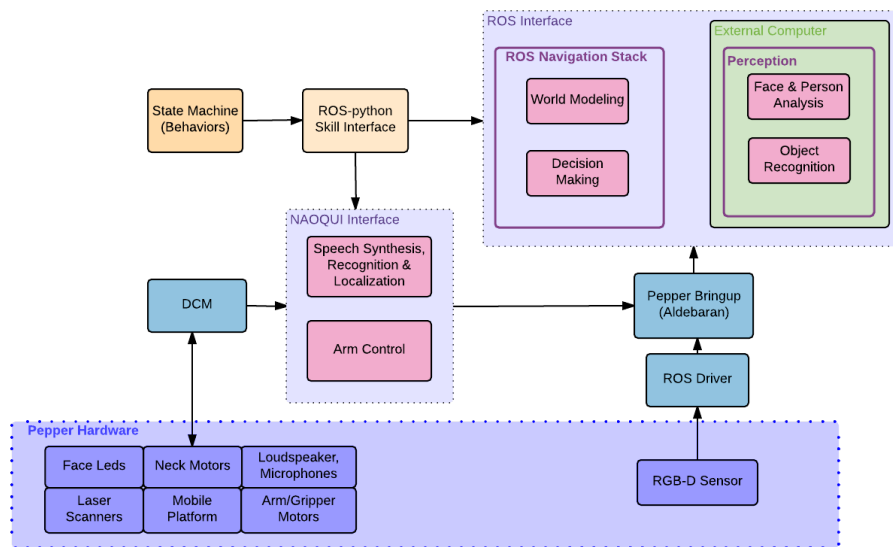 ROS Interface
External Computer
ROS Navigation Stack
Perception
World Modeling
Face & Person
Analysis
Decision
Making
Object
Recognition
State Machine
(Behaviors)
ROS-python
Skill Interface
NAOQUI Interface
Speech Synthesis,
Recognition &
Localization
Arm Control
DCM
Pepper Bringup
(Aldebaran)
ROS Driver
Pepper Hardware
Face Leds
Neck Motors
Loudspeaker,
Microphones
Laser
Scanners
Mobile
Platform
Arm/Gripper
Motors
RGB-D Sensor